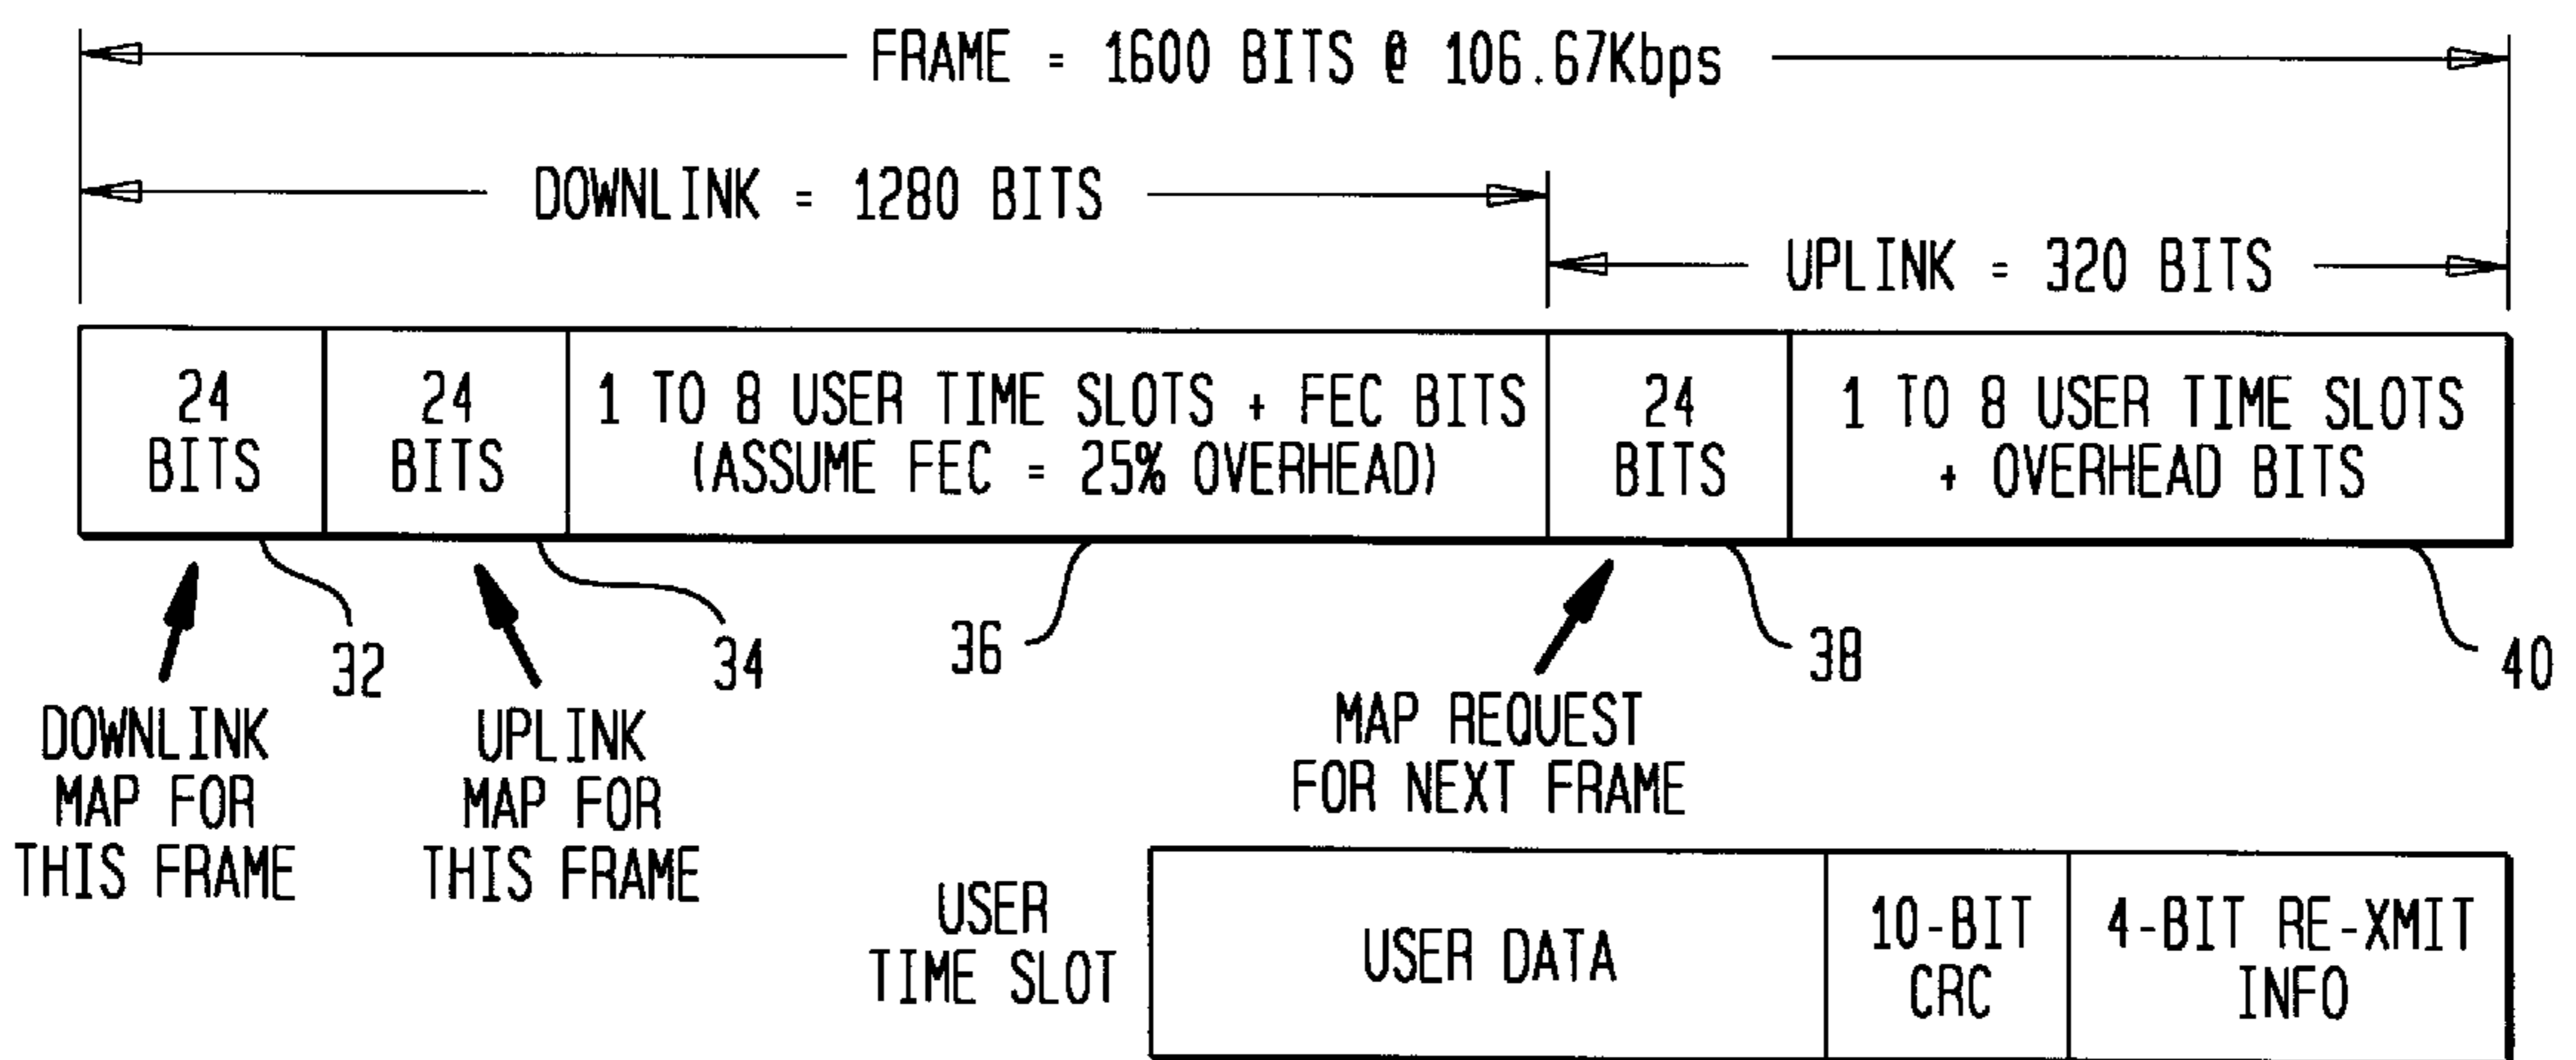 FRAME = 1600 BITS @ 106.67Kbps
DOWNLINK = 1280 BITS
UPLINK = 320 BITS
24
BITS
24
BITS
1 TO 8 USER TIME SLOTS + FEC BITS
(ASSUME FEC = 25% OVERHEAD)
24
BITS
1 TO 8 USER TIME SLOTS
+ OVERHEAD BITS
32
34
36
38
40
DOWNLINK
MAP FOR
THIS FRAME
UPLINK
MAP FOR
THIS FRAME
MAP REQUEST
FOR NEXT FRAME
USER
TIME SLOT
USER DATA
10-BIT
CRC
4-BIT RE-XMIT
INFO